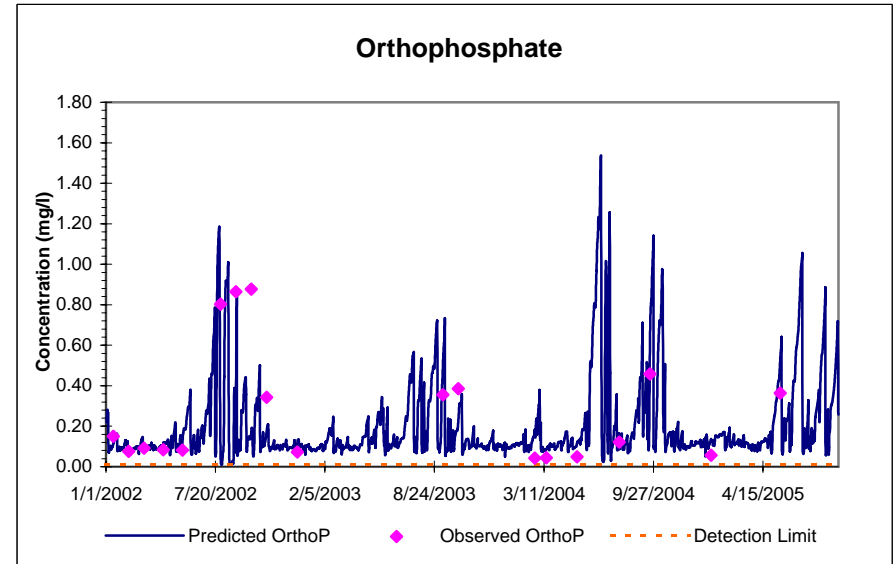 Orthophosphate
Concentration (mg/l)
1.80
1.60
1.40
1.20
1.00
0.80
0.60
0.40
0.20
0.00
1/1/2002 7/20/2002 2/5/2003 8/24/2003 3/11/2004 9/27/2004 4/15/2005
Predicted OrthoP Observed OrthoP Detection Limit